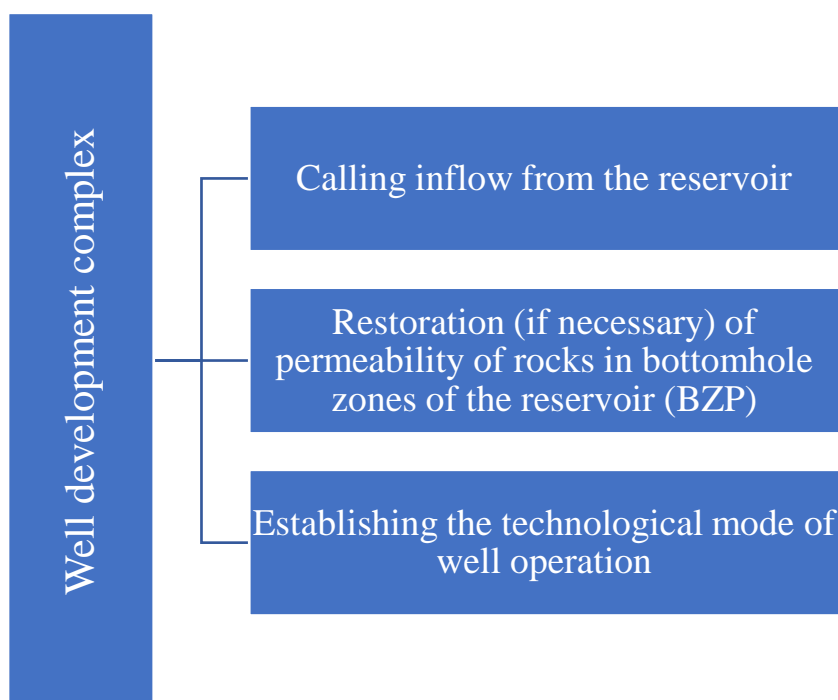 Well development complex
Calling inflow from the reservoir
Restoration (if necessary) of
permeability of rocks in bottomhole
zones of the reservoir (BZP)
Establishing the technological mode of
well operation